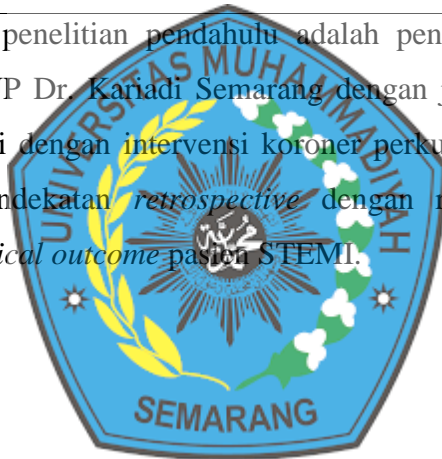 penelitian pendahulu adalah pen
P Dr. Kariadi Semarang dengan
i dengan intervensi koroner perku
ndekatan retrospective dengan
ical outcome pasien STEMI.
UNIVERSITAS MUHAMMADIYAH
SEMARANG